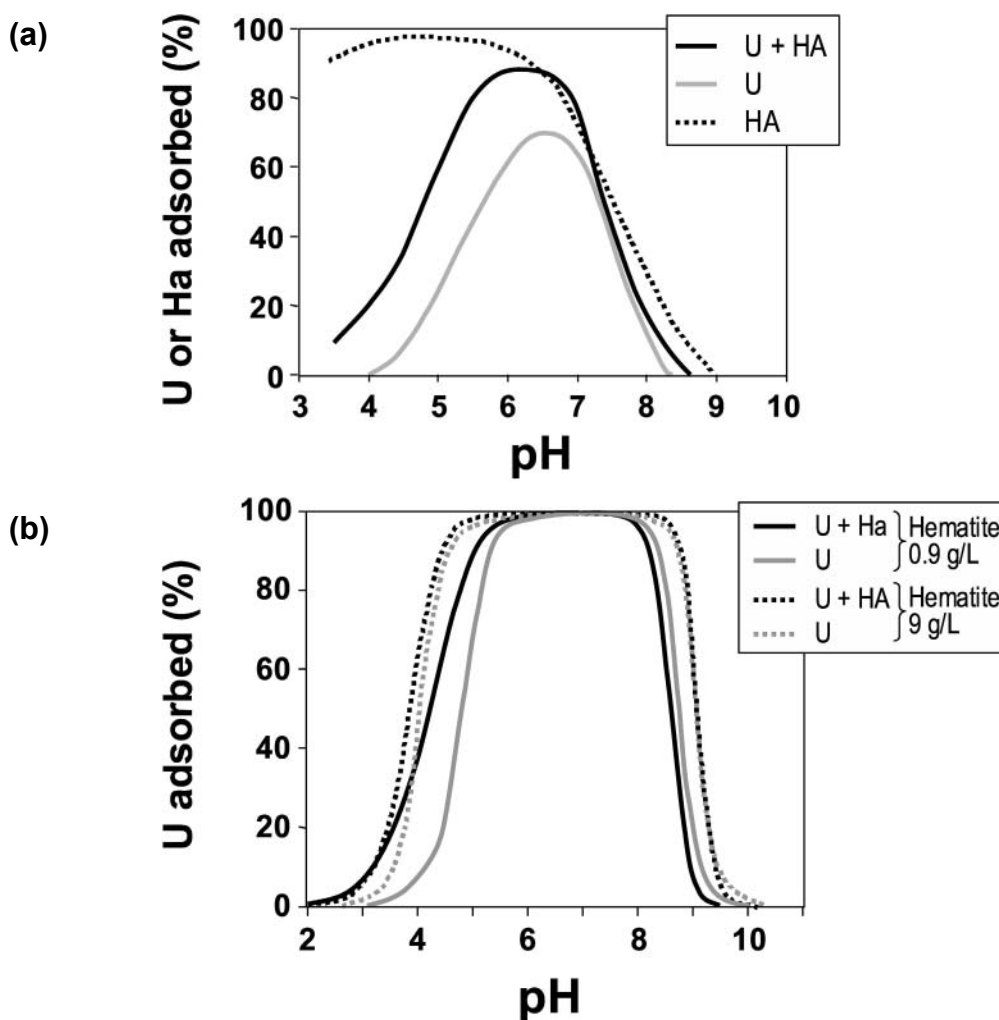 (a)
U or Ha adsorbed (%)
100
80
60
40
20
0
3 4 5 6 7 8 9 10
pH
U + HA
U
HA
(b)
U adsorbed (%)
100
80
60
40
20
0
2 4 6 8 10
pH
U + Ha
U
Hematite
0.9 g/L
U + HA
U
Hematite
9 g/L